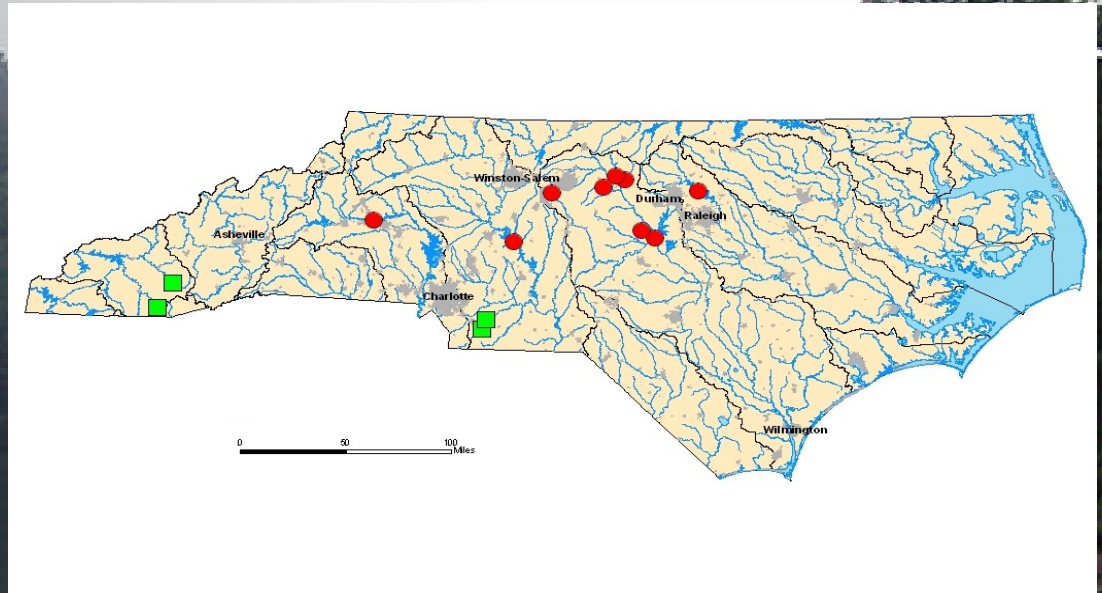 Winston-Salem
Durham
Raleigh
Asheville
Charlotte
Wilmington
0 50 100
Miles